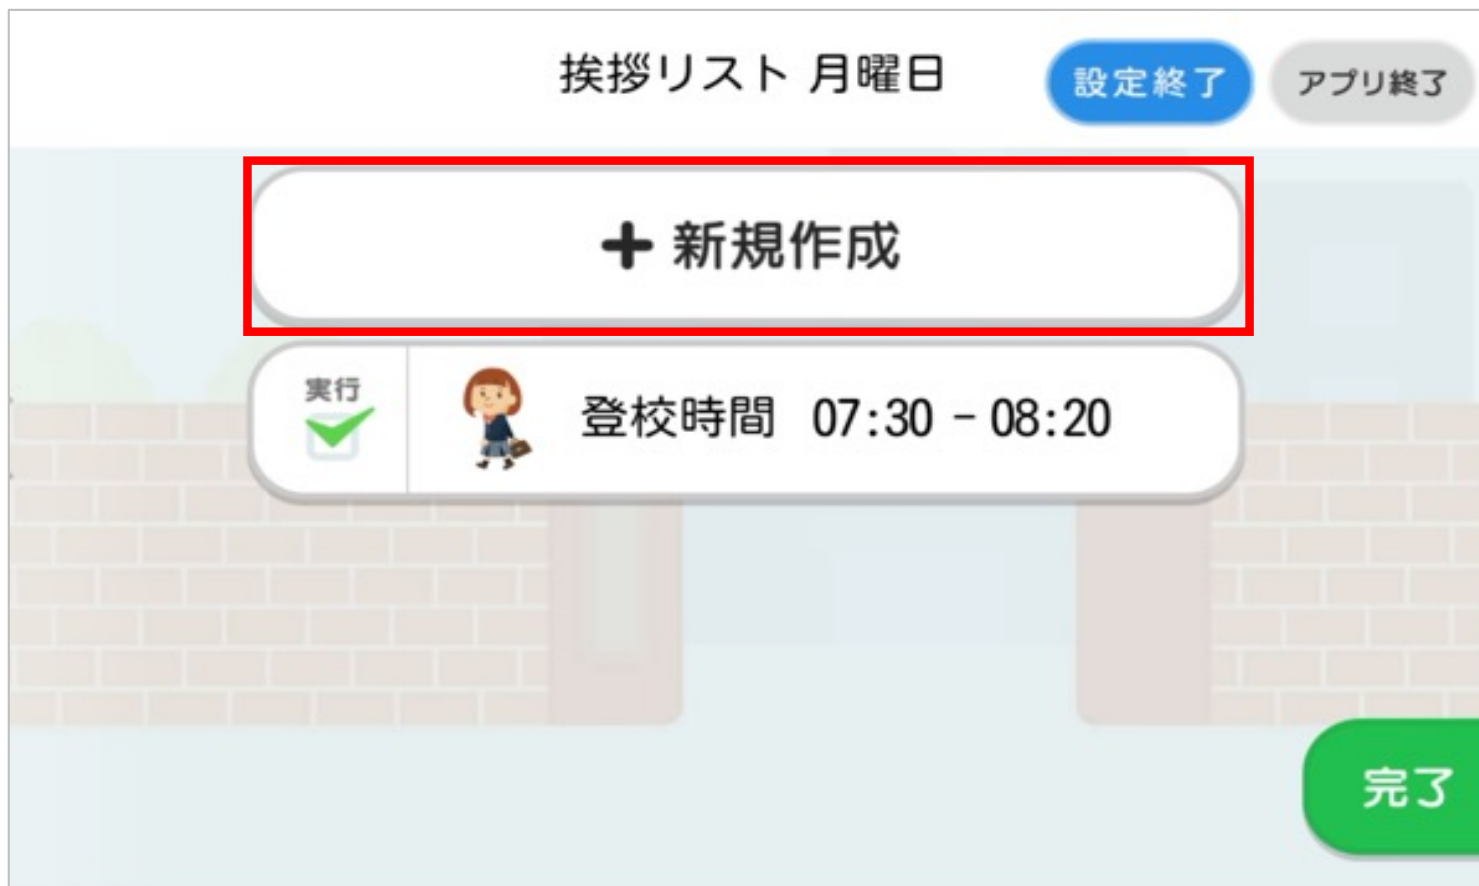 挨拶リスト 月曜日
設定終了
アプリ終了
+ 新規作成
実行
登校時間 07:30 - 08:20
完了